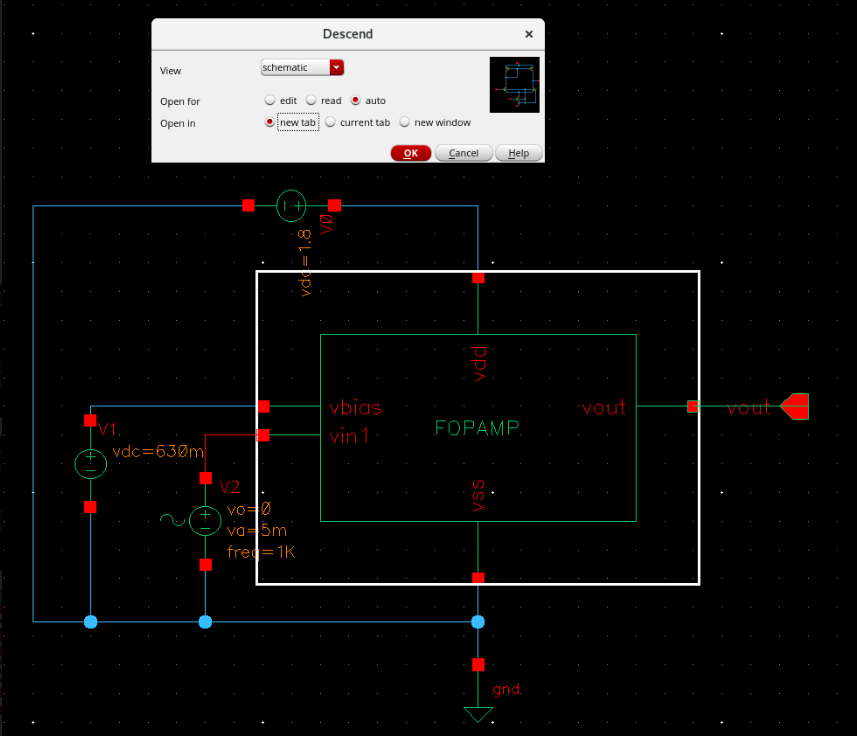 Descend
×
View
schematic
Open for
edit
read
auto
Open in
new tab
current tab
new window
OK
Cancel
Help
V0
vdc=1.8
vdd
vbias
vin1
FOPAMP
vout
vout
vss
V1
vdc=630m
V2
vo=0
va=5m
freq=1K
gnd